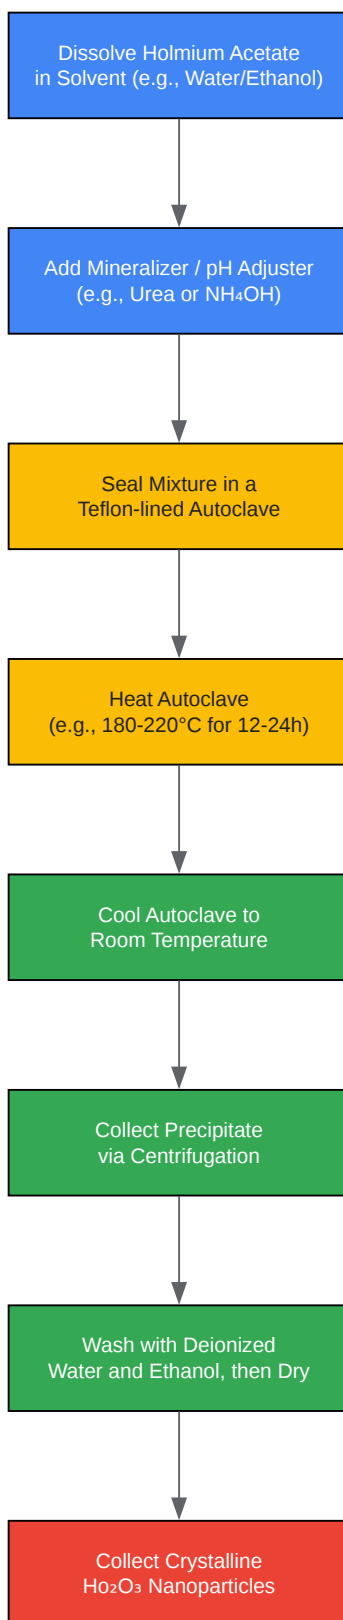 Dissolve Holmium Acetate
in Solvent (e.g., Water/Ethanol)
Add Mineralizer / pH Adjuster
(e.g., Urea or NH₄OH)
Seal Mixture in a
Teflon-lined Autoclave
Heat Autoclave
(e.g., 180-220°C for 12-24h)
Cool Autoclave to
Room Temperature
Collect Precipitate
via Centrifugation
Wash with Deionized
Water and Ethanol, then Dry
Collect Crystalline
Ho₂O₃ Nanoparticles